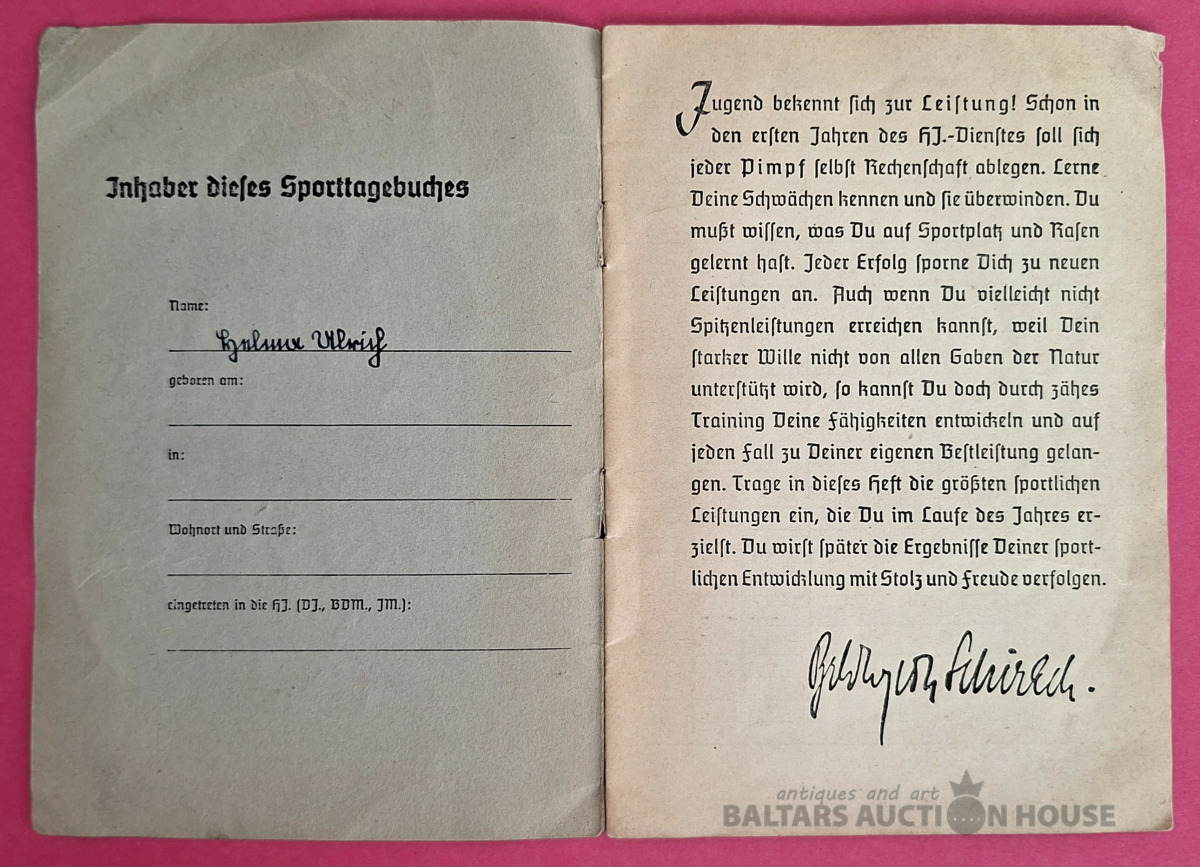 Inhaber dieses Sporttagebuches
Name:
Helma Ulrich
geboren am:
in:
Wohnort und Straße:
eingetreten in die HJ. (DJ., BDM., JM.):
Jugend bekennt sich zur Leistung! Schon in
den ersten Jahren des HJ.-Dienstes soll sich
jeder Pimpf selbst Rechenschaft ablegen. Lerne
Deine Schwächen kennen und sie überwinden. Du
mußt wissen, was Du auf Sportplatz und Rasen
gelernt hast. Jeder Erfolg sporne Dich zu neuen
Leistungen an. Auch wenn Du vielleicht nicht
Spitzenleistungen erreichen kannst, weil Dein
starker Wille nicht von allen Gaben der Natur
unterstützt wird, so kannst Du doch durch zähes
Training Deine Fähigkeiten entwickeln und auf
jeden Fall zu Deiner eigenen Bestleistung gelan-
gen. Trage in dieses Heft die größten sportlichen
Leistungen ein, die Du im Laufe des Jahres er-
zielst. Du wirst später die Ergebnisse Deiner sport-
lichen Entwicklung mit Stolz und Freude verfolgen.
Baldur von Schirach.
antiques and art
BALTARS AUCTION HOUSE